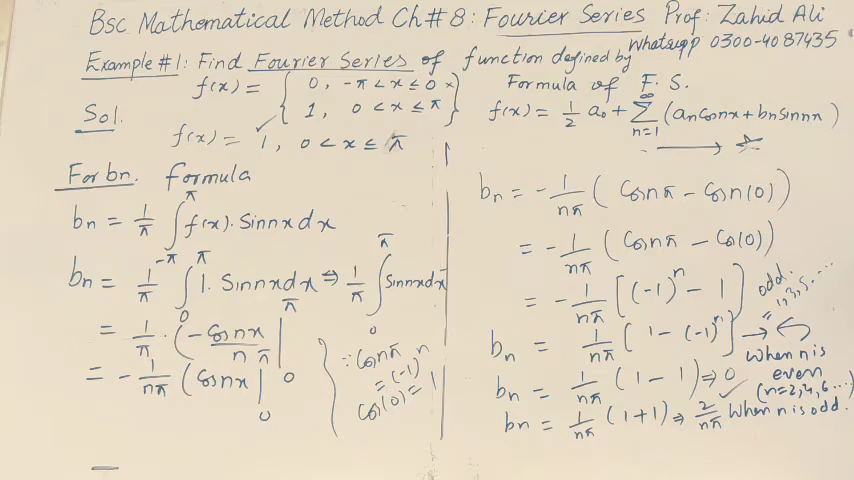 Bsc Mathematical Method Ch # 8: Fourier Series Prof: Zahid Ali
Whatsapp 0300-4087435
Example #1: Find Fourier Series of function defined by
f(x) = { 0, -π < x ≤ 0
1, 0 < x ≤ π }
Sol.
f(x) = 1, 0 < x ≤ π
Formula of F. S.
f(x) = 1/2 a₀ + ∑_{n=1}^{∞} (an Cosnx + bn Sinnx)
For bn. formula
bn = 1/π ∫_{-π}^{π} f(x). Sinnx dx
bn = 1/π ∫_{0}^{π} 1. Sinnx dx ⇒ 1/π ∫_{0}^{π} Sinnx dx
= 1/π . (-Cosnx/n |_{0}^{π}
= -1/nπ (Cosnx |_{0}^{π}
∵ Cosnπ
= (-1)^n
Cos(0) = 1
bn = -1/nπ (Cosnπ - Cosn(0))
= -1/nπ (Cosnπ - Cos(0))
= -1/nπ [(-1)^n - 1]
odd.
1, 3, 5, ....
bn = 1/nπ [1 - (-1)^n] →
When n is
even
(n=2,4,6...)
bn = 1/nπ (1 - 1) ⇒ 0
bn = 1/nπ (1+1) ⇒ 2/nπ When n is odd.